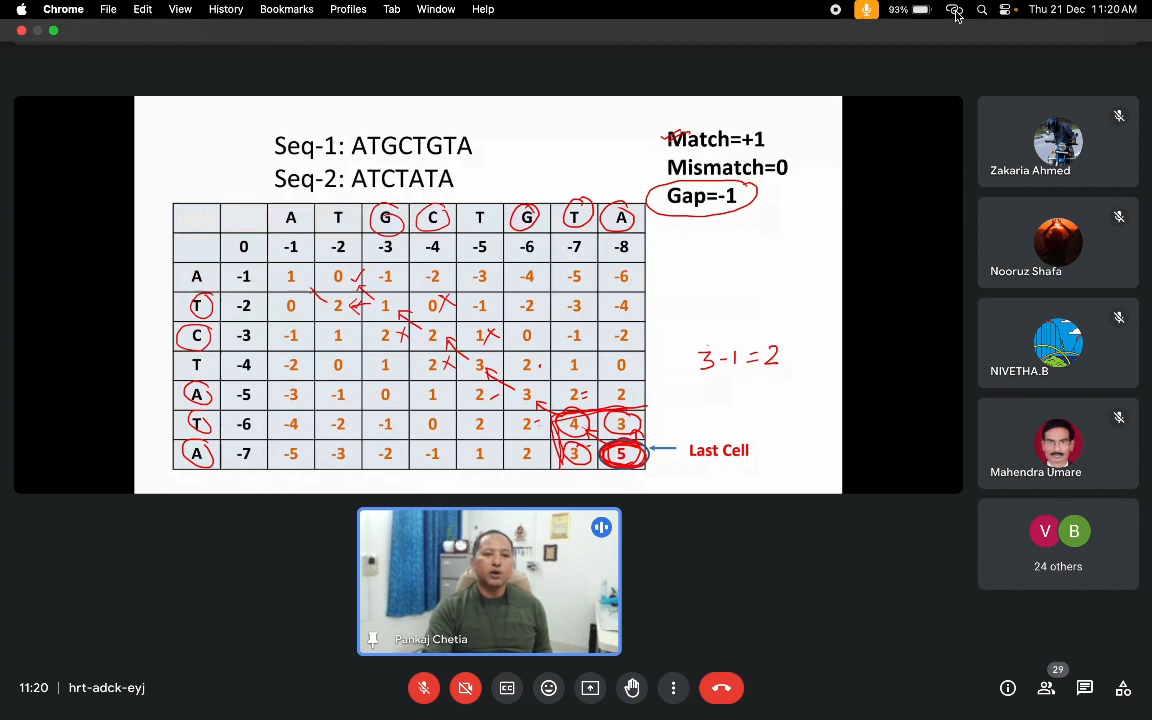 Chrome File Edit View History Bookmarks Profiles Tab Window Help 93% Thu 21 Dec 11:20 AM
Seq-1: ATGCTGTA
Seq-2: ATCTATA
Match=+1
Mismatch=0
Gap=-1
A T G C T G T A
0 -1 -2 -3 -4 -5 -6 -7 -8
A -1 1 0 -1 -2 -3 -4 -5 -6
T -2 0 2 1 0 -1 -2 -3 -4
C -3 -1 1 2 2 1 0 -1 -2
T -4 -2 0 1 2 3 2 1 0
A -5 -3 -1 0 1 2 3 2 2
T -6 -4 -2 -1 0 2 2 4 3
A -7 -5 -3 -2 -1 1 2 3 5
3-1=2
Last Cell
Zakaria Ahmed
Nooruz Shafa
NIVETHA.B
Mahendra Umare
V B
24 others
Pankaj Chetia
11:20 | hrt-adck-eyj
29